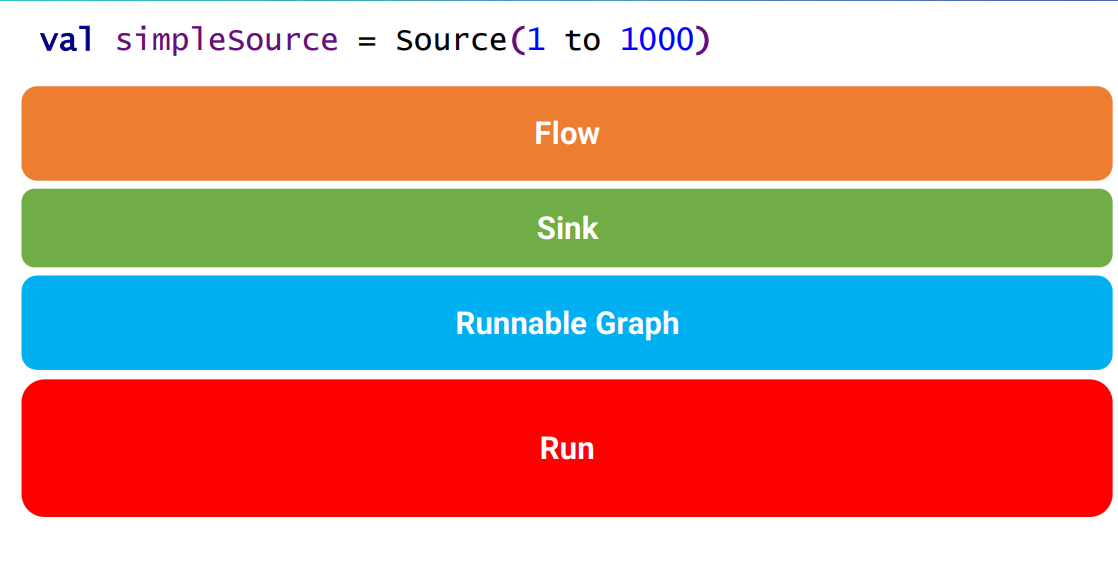 val simpleSource = Source(1 to 1000)
Flow
Sink
Runnable Graph
Run